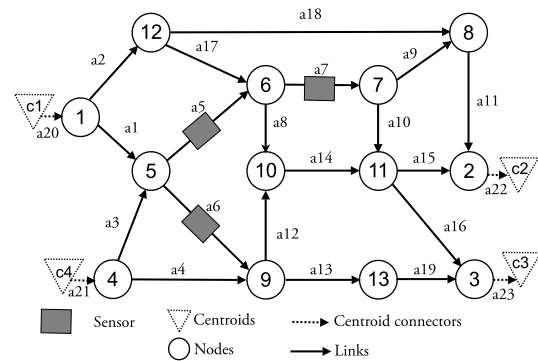 a18
12
8
a2
a17
a9
6
a7
7
c1
a5
a11
1
a20
a1
a8
a10
5
10
a14
11
a15
2
c2
a22
a3
a6
a12
a16
c4
c3
a21
4
a4
9
a13
13
a19
3
a23
Sensor
Centroids
Centroid connectors
Nodes
Links